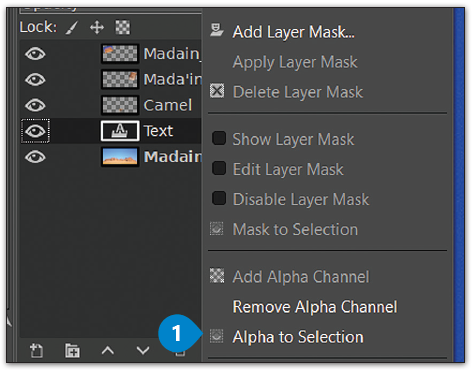 Lock:
Madain
Mada'in
Camel
Text
Madain
Add Layer Mask...
Apply Layer Mask
Delete Layer Mask
Show Layer Mask
Edit Layer Mask
Disable Layer Mask
Mask to Selection
Add Alpha Channel
Remove Alpha Channel
1
Alpha to Selection